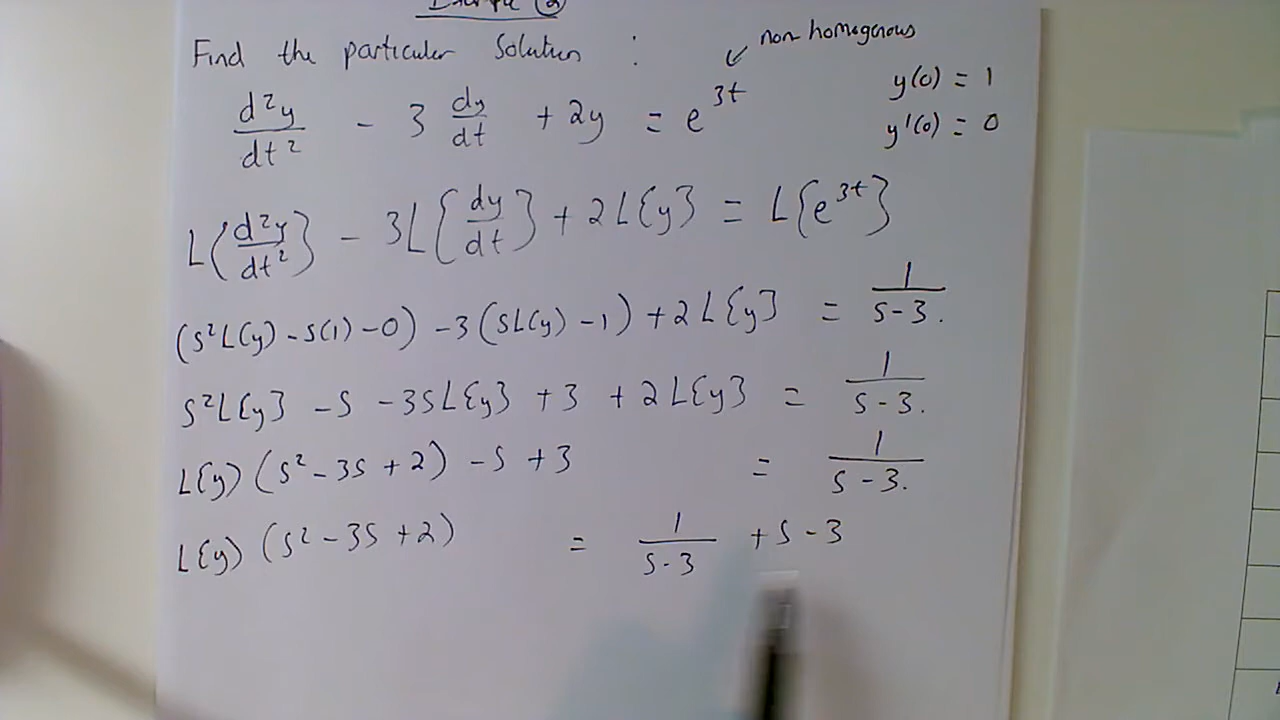 Example (2)
Find the particular Solution : ↙ non homogenous
d²y/dt² - 3 dy/dt + 2y = e^3t y(0) = 1
y'(0) = 0
L{d²y/dt²} - 3L{dy/dt} + 2L{y} = L{e^3t}
(s²L(y) - s(1) - 0) - 3(sL(y) - 1) + 2L{y} = 1/(s-3).
s²L{y} - s - 3sL{y} + 3 + 2L{y} = 1/(s-3).
L{y} (s² - 3s + 2) - s + 3 = 1/(s-3).
L{y} (s² - 3s + 2) = 1/(s-3) + s - 3